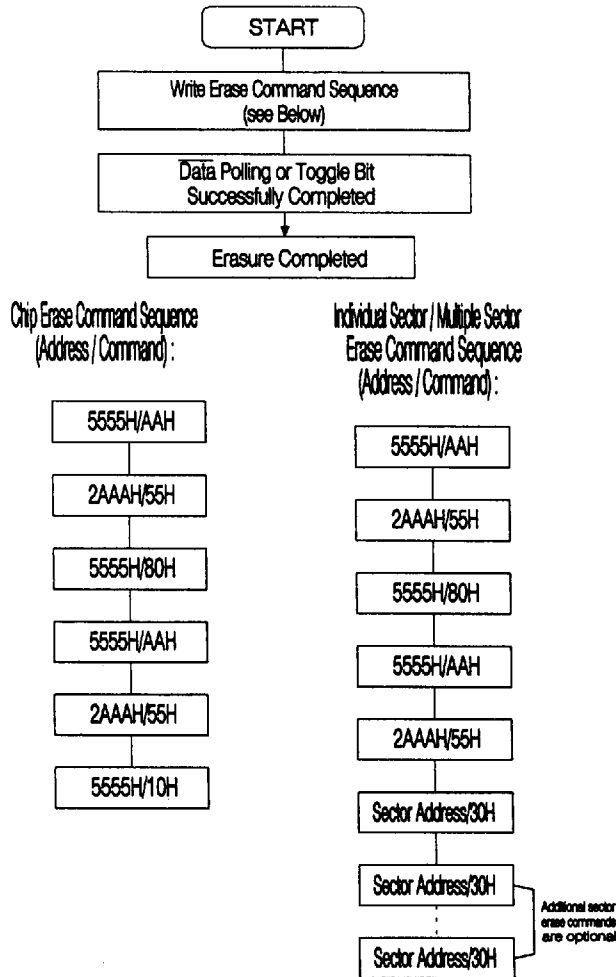 START
Write Erase Command Sequence
(see Below)
Data Polling or Toggle Bit
Successfully Completed
Erasure Completed
Chip Erase Command Sequence
(Address / Command) :
5555H/AAH
2AAAH/55H
5555H/80H
5555H/AAH
2AAAH/55H
5555H/10H
Individual Sector / Multiple Sector
Erase Command Sequence
(Address / Command) :
5555H/AAH
2AAAH/55H
5555H/80H
5555H/AAH
2AAAH/55H
Sector Address/30H
Sector Address/30H
Sector Address/30H
Additional sector
erase commands
are optional